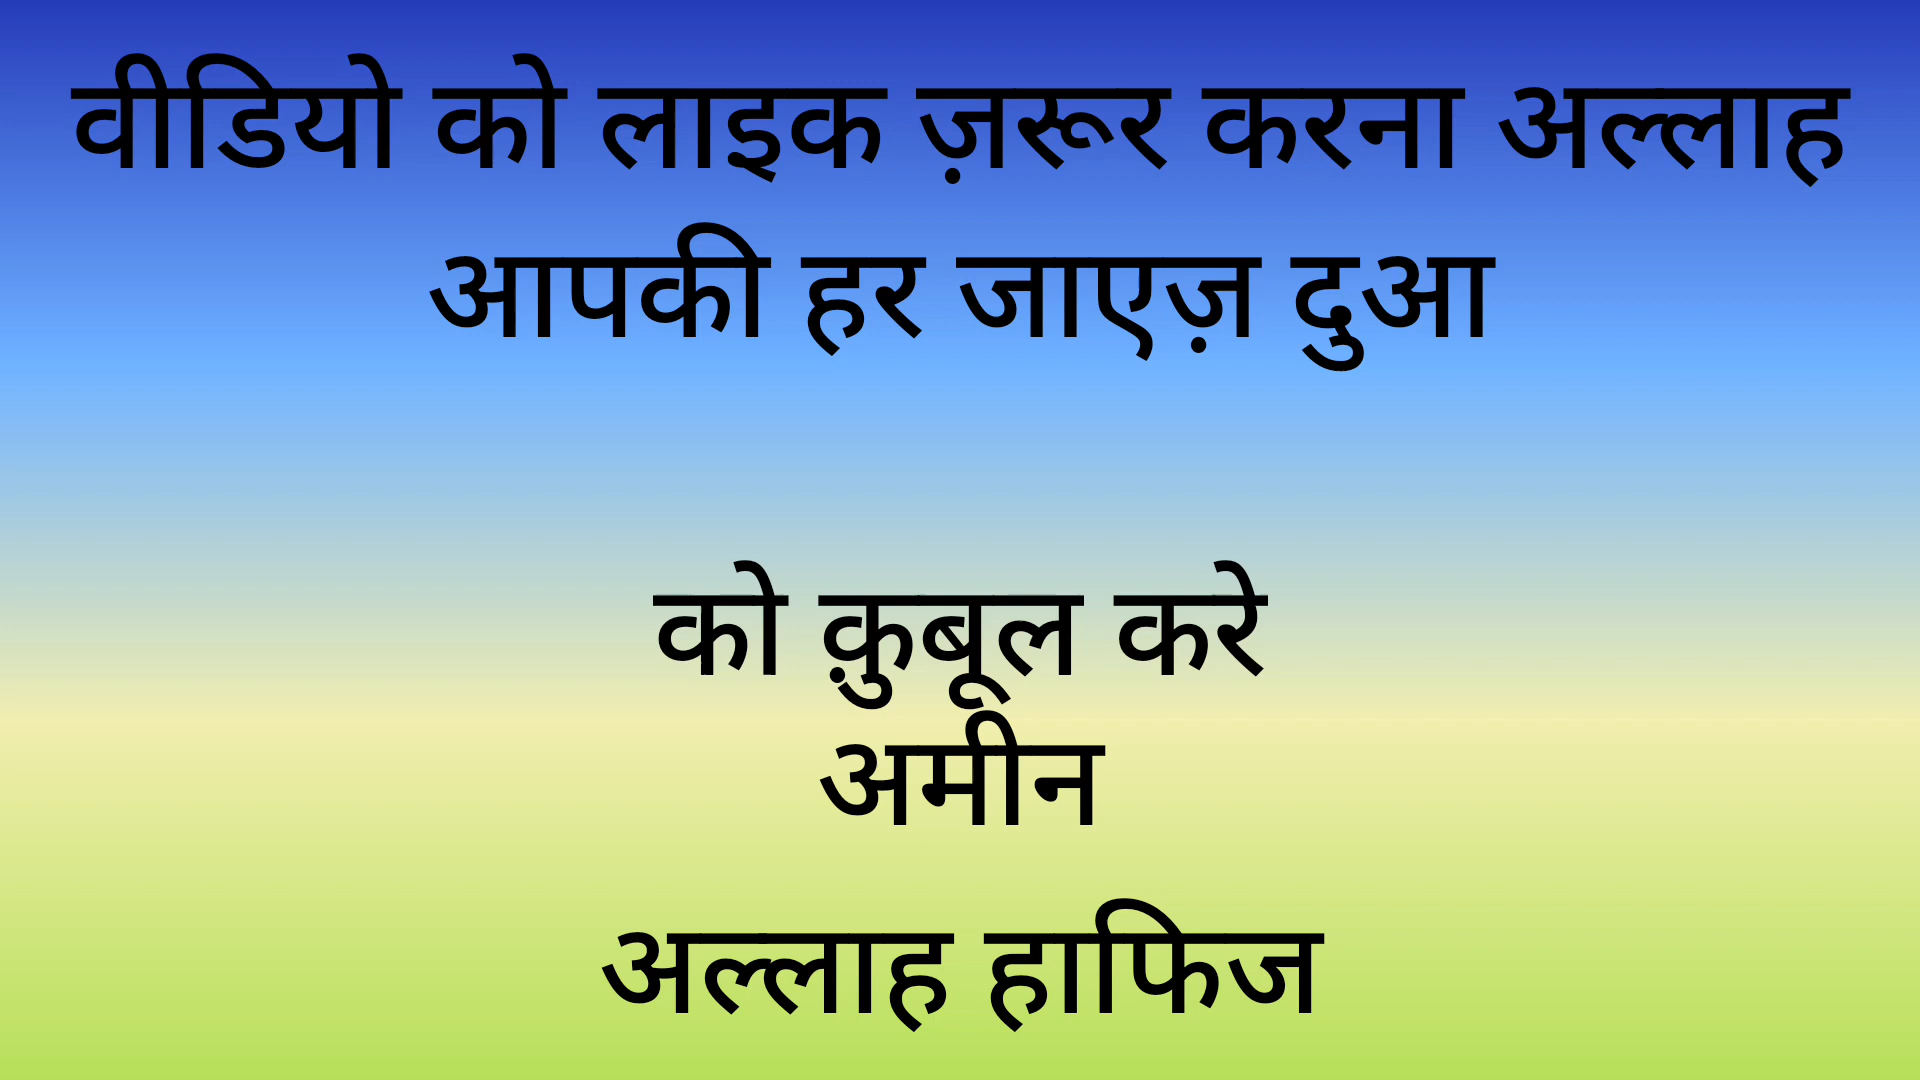 वीडियो को लाइक ज़रूर करना अल्लाह
आपकी हर जाएज़ दुआ
को क़ुबूल करे
अमीन
अल्लाह हाफिज